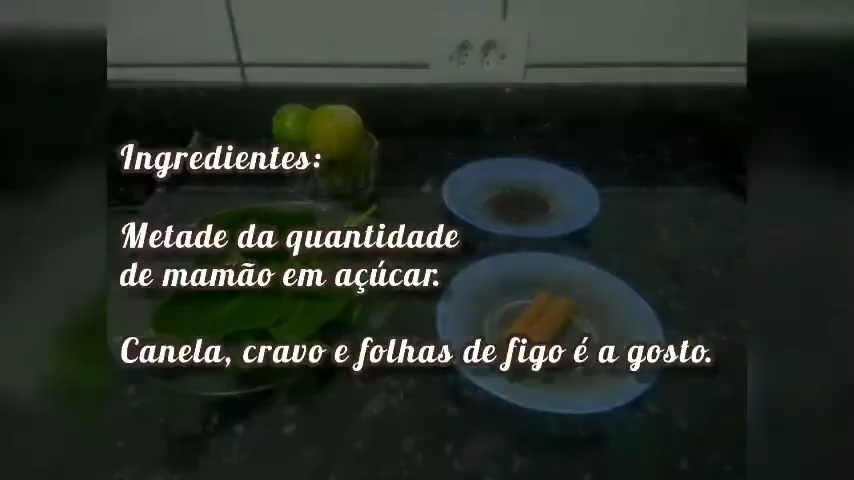 Ingredientes:
Metade da quantidade
de mamão em açúcar.
Canela, cravo e folhas de figo é a gosto.